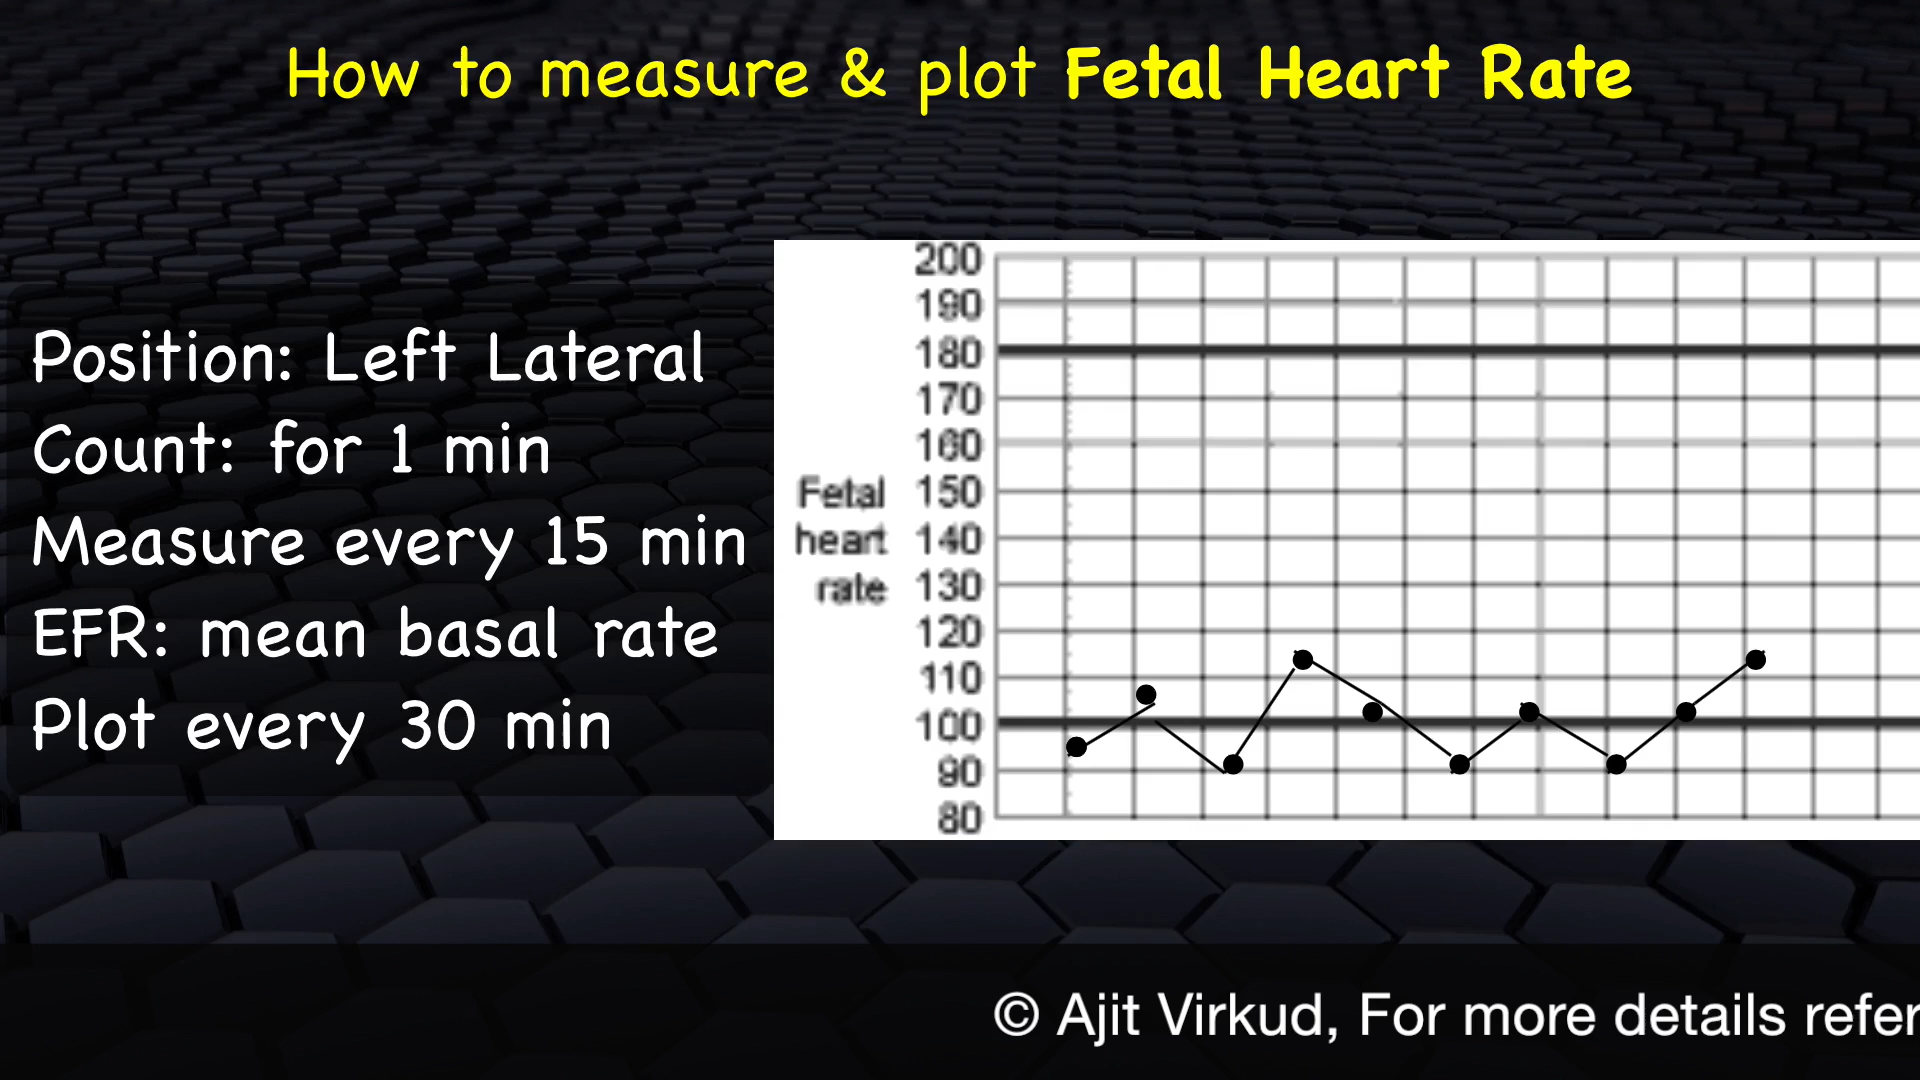 How to measure & plot Fetal Heart Rate
Position: Left Lateral
Count: for 1 min
Measure every 15 min
EFR: mean basal rate
Plot every 30 min
Fetal
heart
rate
200
190
180
170
160
150
140
130
120
110
100
90
80
© Ajit Virkud, For more details refer